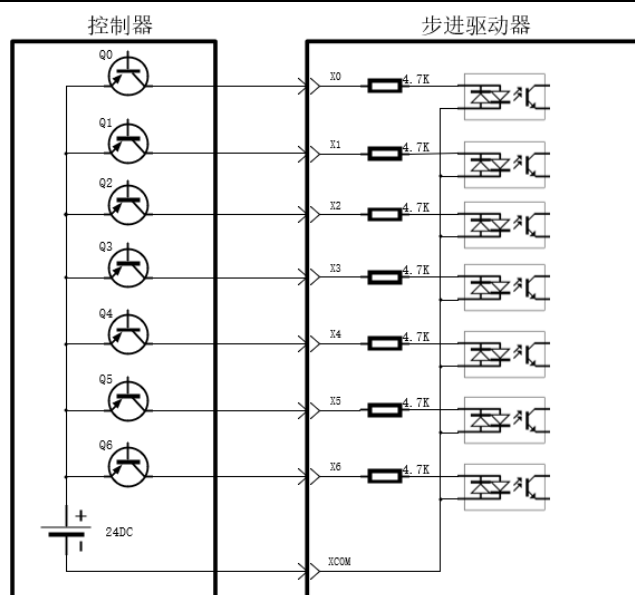 控制器 步进驱动器
Q0 X0 4.7K
Q1 X1 4.7K
Q2 X2 4.7K
Q3 X3 4.7K
Q4 X4 4.7K
Q5 X5 4.7K
Q6 X6 4.7K
+
24DC
-
XCOM